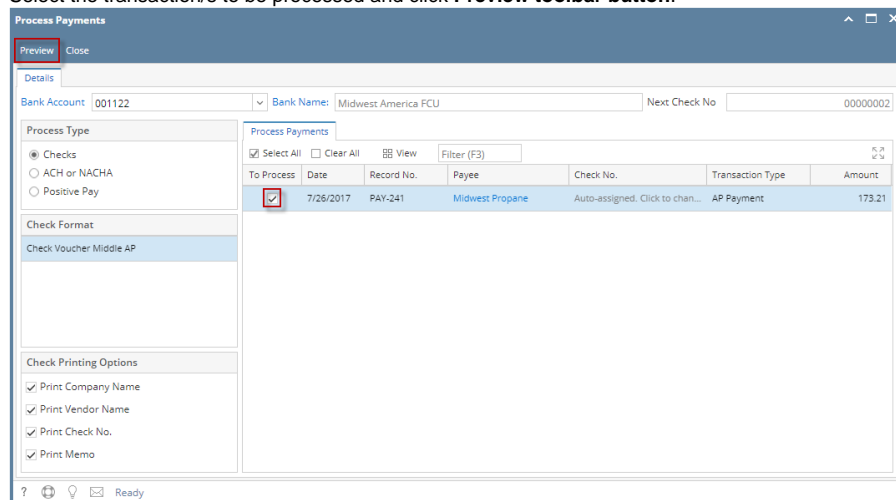 Select the transaction/s to be processed and click Preview toolbar button.
Process Payments
Preview Close
Details
Bank Account 001122 Bank Name: Midwest America FCU Next Check No 00000002
Process Type
Checks
ACH or NACHA
Positive Pay
Check Format
Check Voucher Middle AP
Check Printing Options
Print Company Name
Print Vendor Name
Print Check No.
Print Memo
Process Payments
Select All Clear All View Filter (F3)
To Process Date Record No. Payee Check No. Transaction Type Amount
7/26/2017 PAY-241 Midwest Propane Auto-assigned. Click to chan... AP Payment 173.21
? Ready